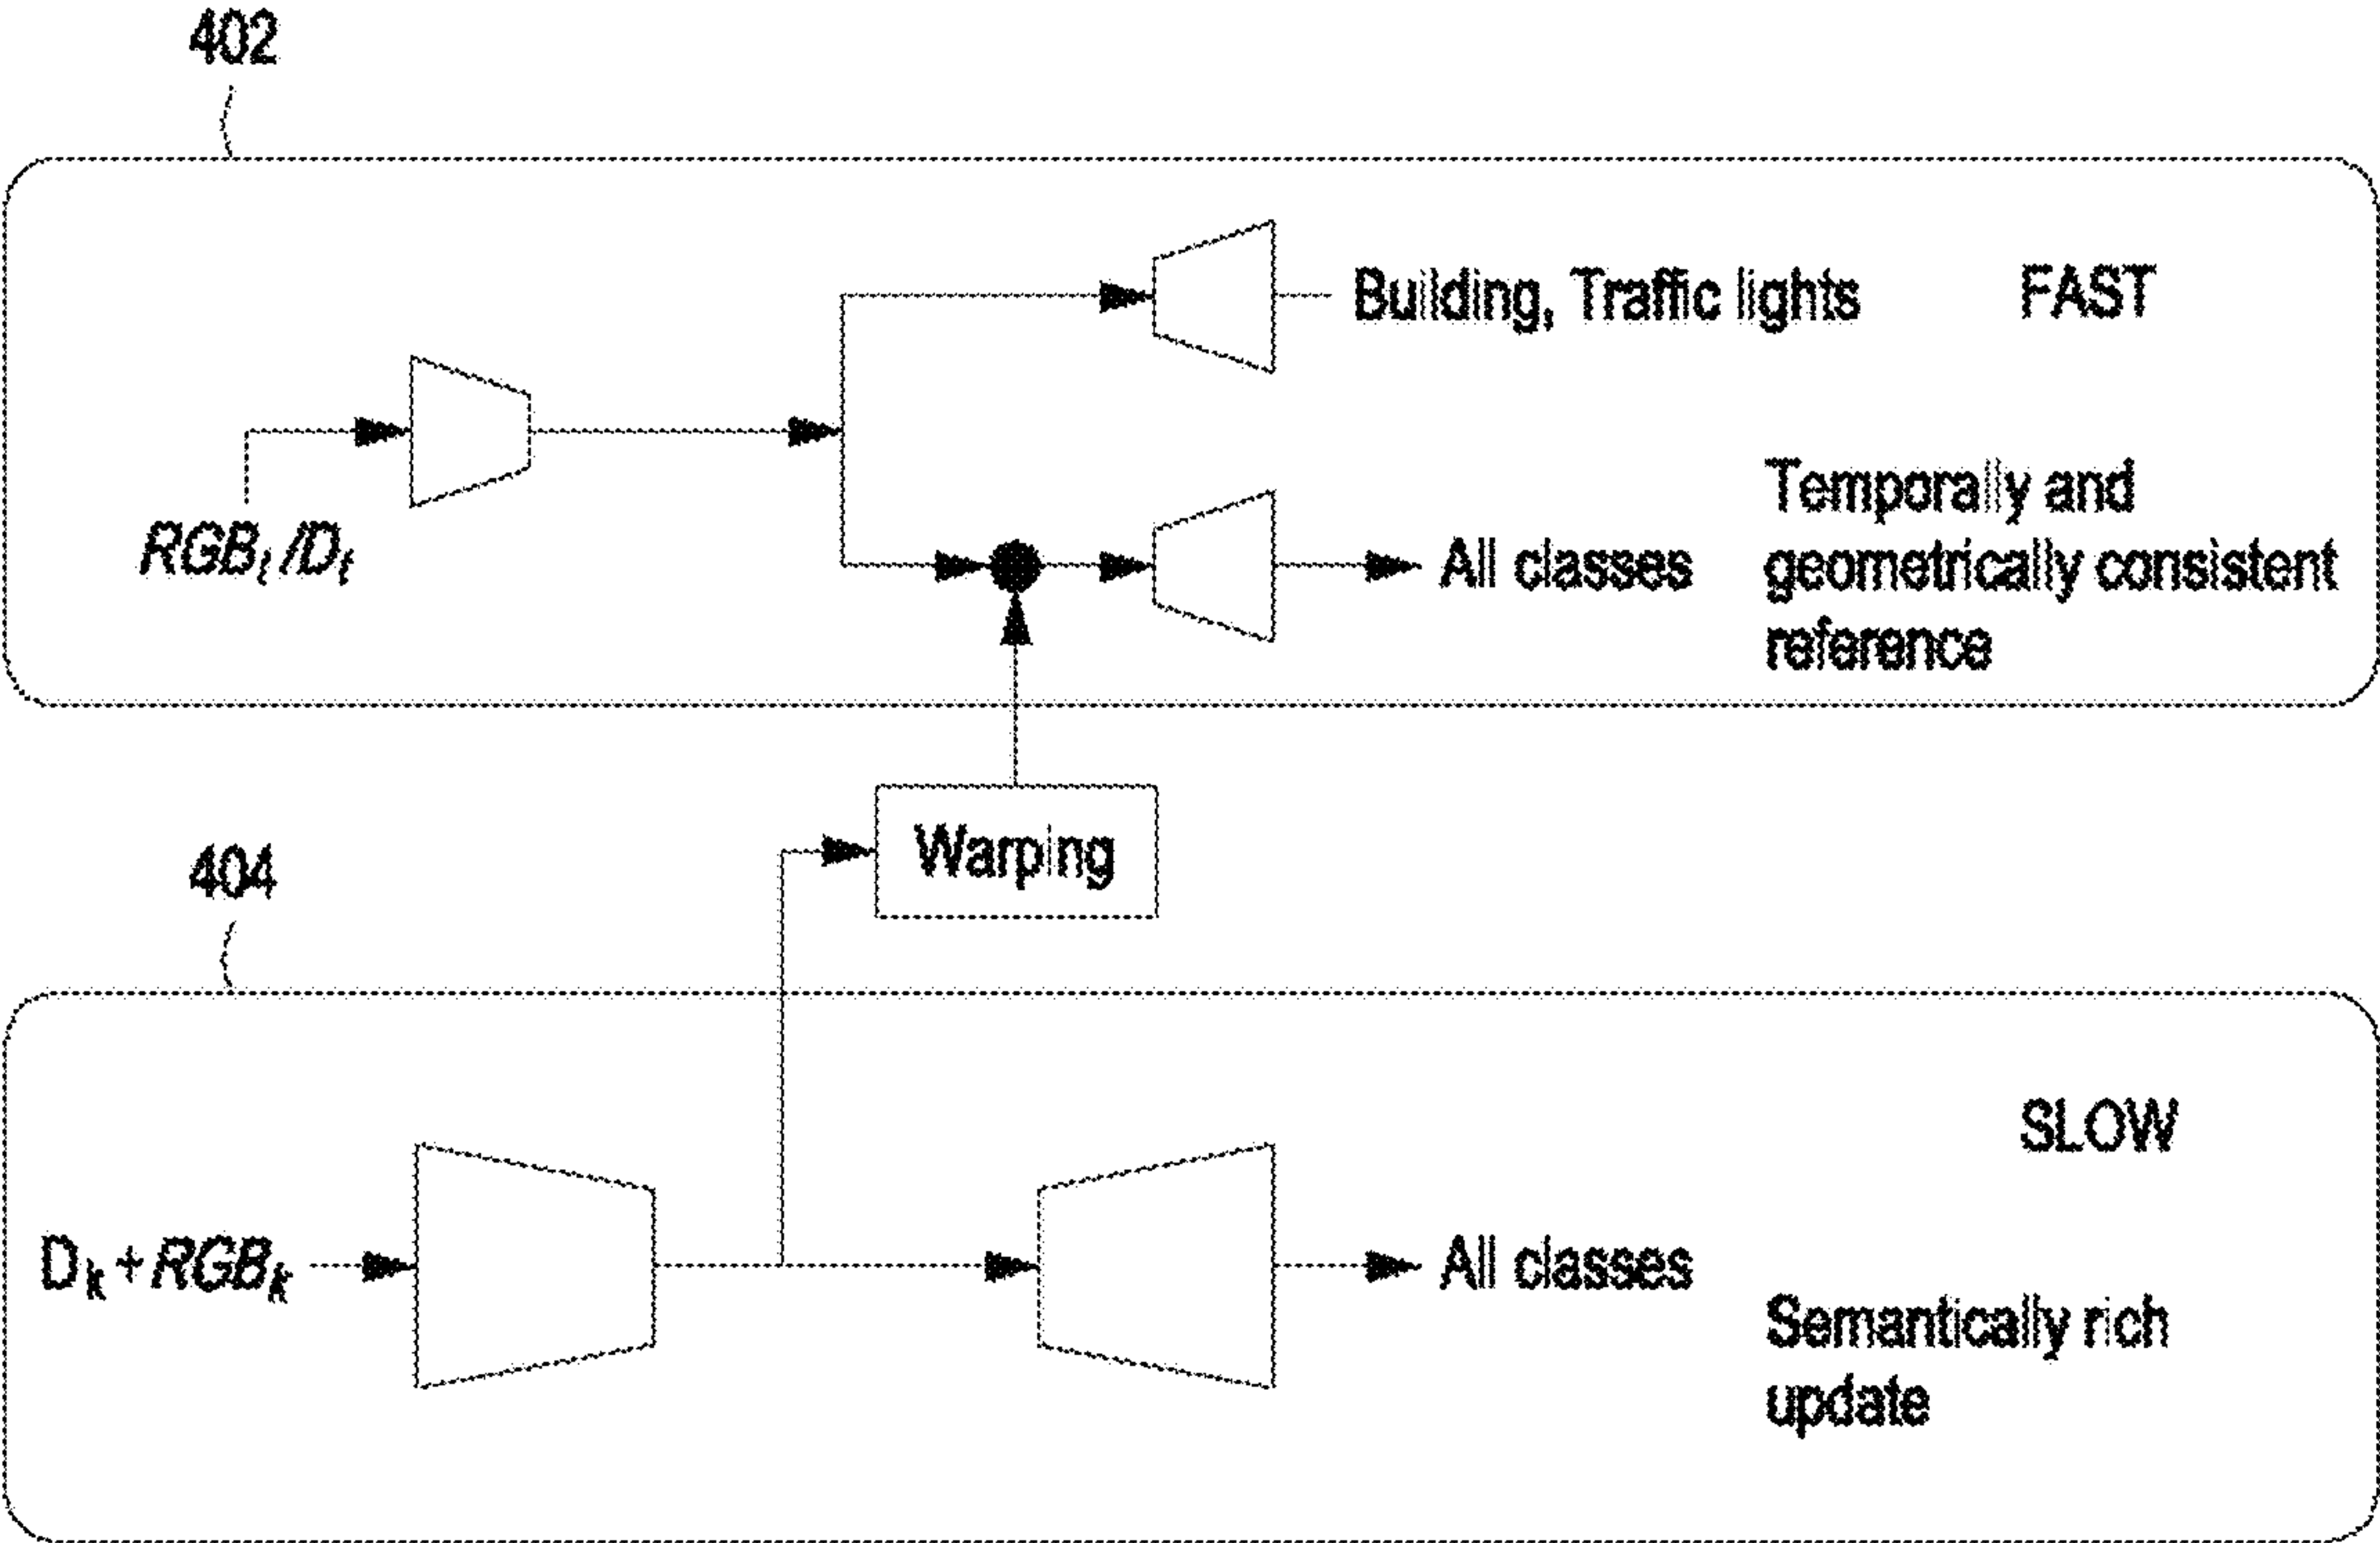 402
Building, Traffic lights
FAST
RGBt /Dt
All classes
Temporally and
geometrically consistent
reference
Warping
404
SLOW
Dk + RGBk
All classes
Semantically rich
update